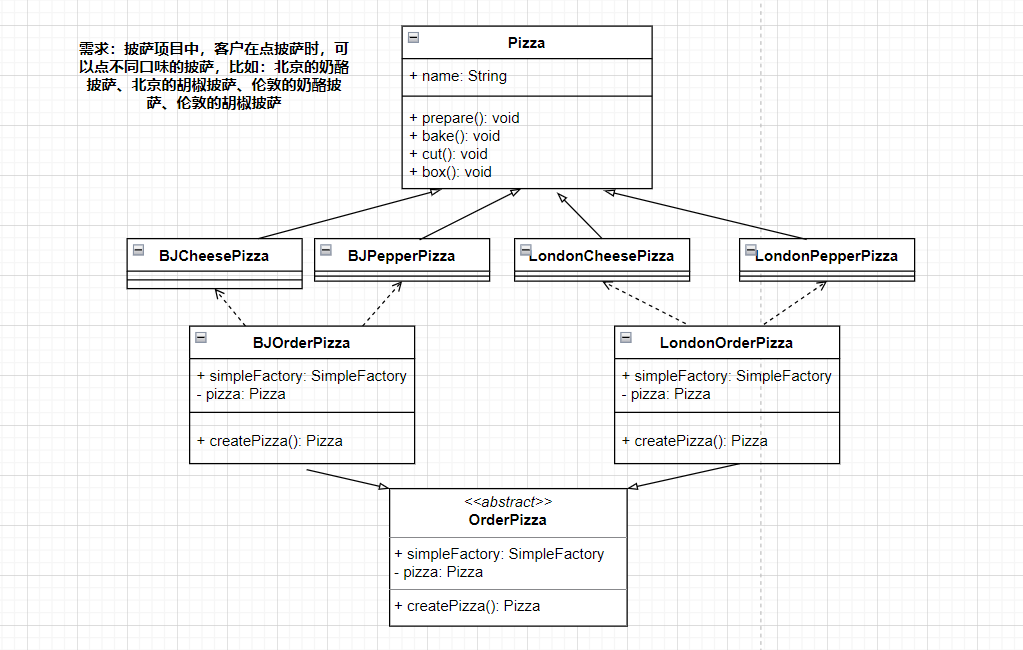 需求：披萨项目中，客户在点披萨时，可
以点不同口味的披萨，比如：北京的奶酪
披萨、北京的胡椒披萨、伦敦的奶酪披
萨、伦敦的胡椒披萨
Pizza
+ name: String
+ prepare(): void
+ bake(): void
+ cut(): void
+ box(): void
BJCheesePizza
BJPepperPizza
LondonCheesePizza
LondonPepperPizza
BJOrderPizza
+ simpleFactory: SimpleFactory
- pizza: Pizza
+ createPizza(): Pizza
LondonOrderPizza
+ simpleFactory: SimpleFactory
- pizza: Pizza
+ createPizza(): Pizza
<<abstract>>
OrderPizza
+ simpleFactory: SimpleFactory
- pizza: Pizza
+ createPizza(): Pizza